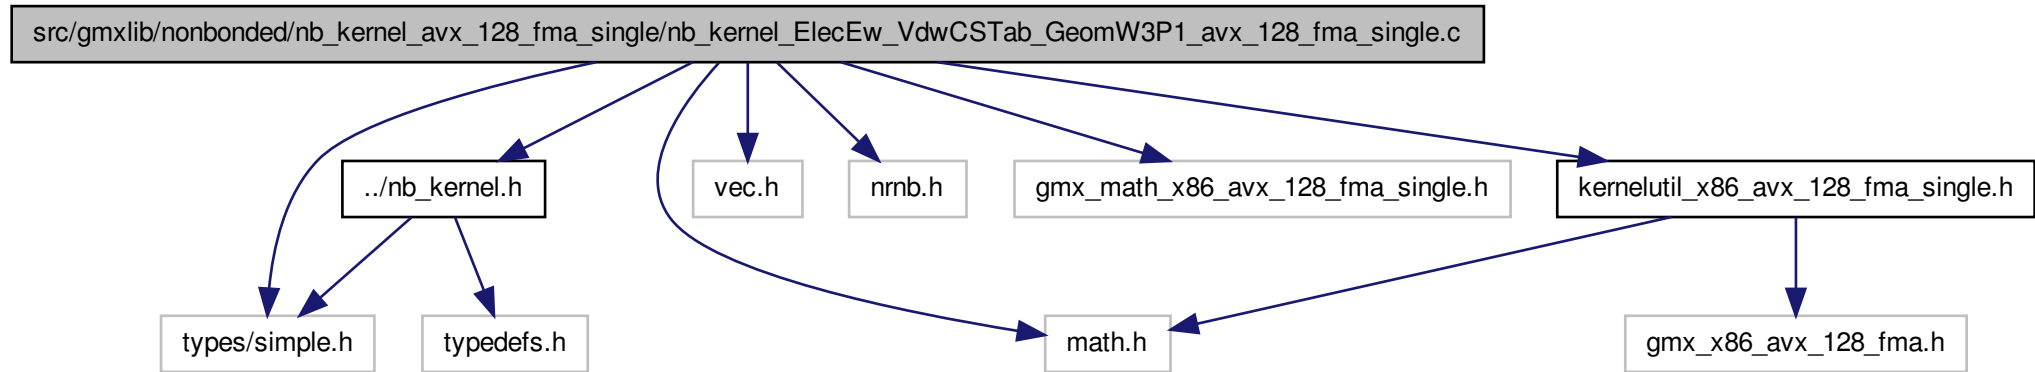 src/gmxlib/nonbonded/nb_kernel_avx_128_fma_single/nb_kernel_ElecEw_VdwCSTab_GeomW3P1_avx_128_fma_single.c
../nb_kernel.h
vec.h
nrnb.h
gmx_math_x86_avx_128_fma_single.h
kernelutil_x86_avx_128_fma_single.h
types/simple.h
typedefs.h
math.h
gmx_x86_avx_128_fma.h